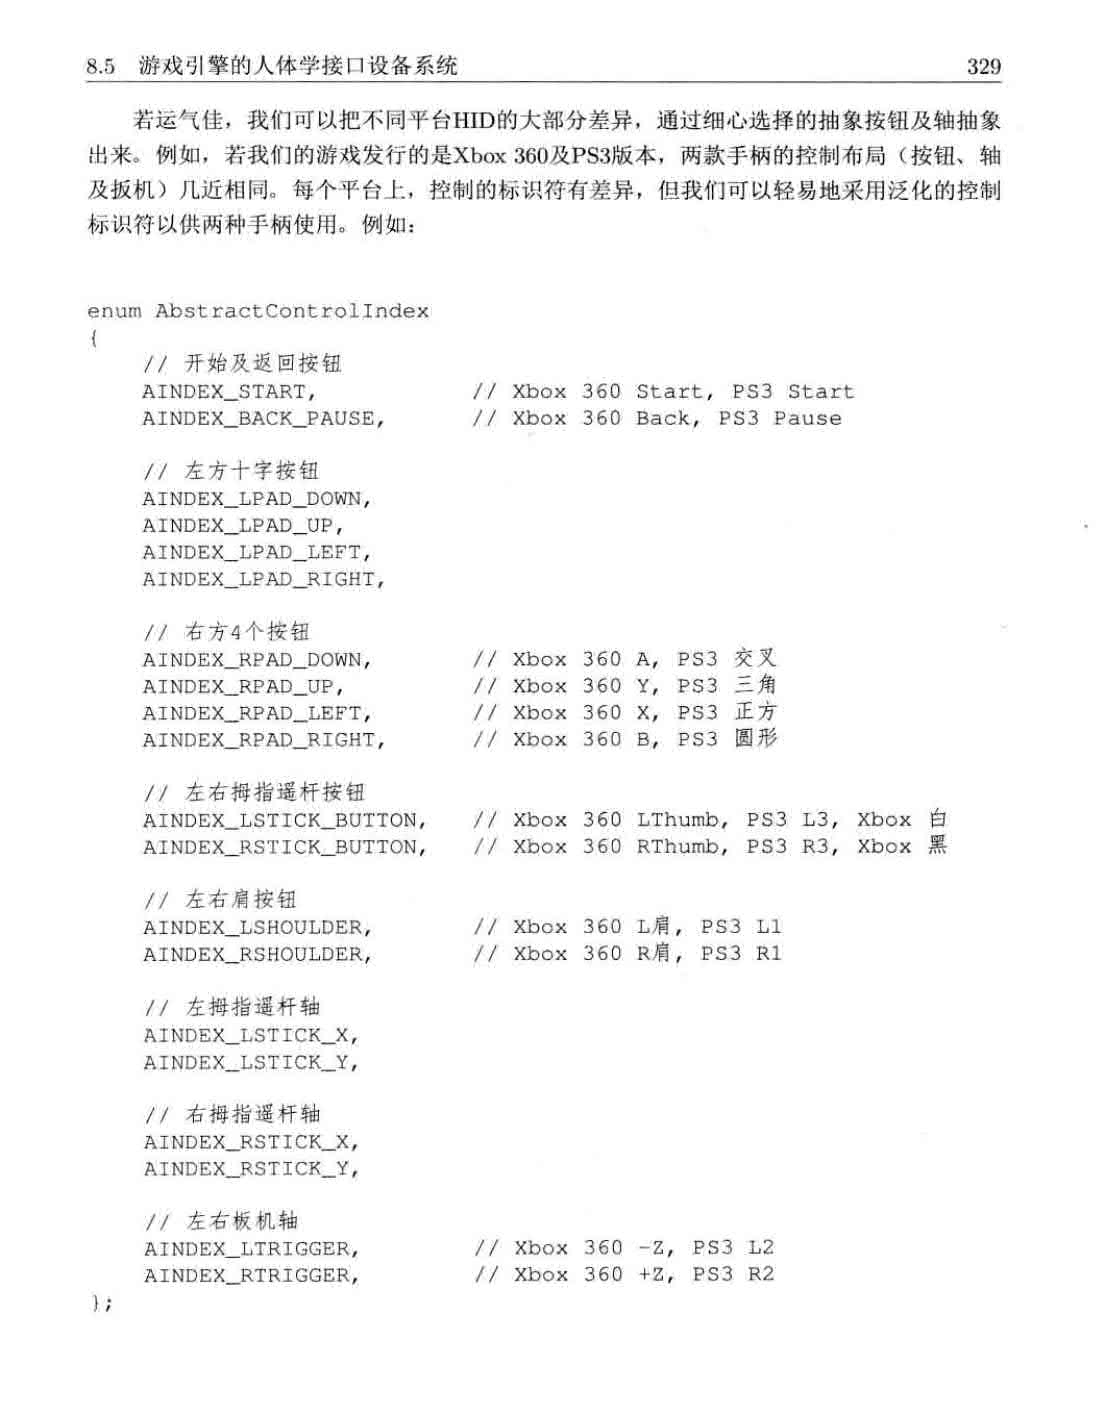 8.5 游戏引擎的人体学接口设备系统 329
若运气佳，我们可以把不同平台HID的大部分差异，通过细心选择的抽象按钮及轴抽象
出来。例如，若我们的游戏发行的是Xbox 360及PS3版本，两款手柄的控制布局（按钮、轴
及扳机）几近相同。每个平台上，控制的标识符有差异，但我们可以轻易地采用泛化的控制
标识符以供两种手柄使用。例如：
enum AbstractControlIndex
{
// 开始及返回按钮
AINDEX_START, // Xbox 360 Start, PS3 Start
AINDEX_BACK_PAUSE, // Xbox 360 Back, PS3 Pause
// 左方十字按钮
AINDEX_LPAD_DOWN,
AINDEX_LPAD_UP,
AINDEX_LPAD_LEFT,
AINDEX_LPAD_RIGHT,
// 右方4个按钮
AINDEX_RPAD_DOWN, // Xbox 360 A, PS3 交叉
AINDEX_RPAD_UP, // Xbox 360 Y, PS3 三角
AINDEX_RPAD_LEFT, // Xbox 360 X, PS3 正方
AINDEX_RPAD_RIGHT, // Xbox 360 B, PS3 圆形
// 左右拇指遥杆按钮
AINDEX_LSTICK_BUTTON, // Xbox 360 LThumb, PS3 L3, Xbox 白
AINDEX_RSTICK_BUTTON, // Xbox 360 RThumb, PS3 R3, Xbox 黑
// 左右肩按钮
AINDEX_LSHOULDER, // Xbox 360 L肩, PS3 L1
AINDEX_RSHOULDER, // Xbox 360 R肩, PS3 R1
// 左拇指遥杆轴
AINDEX_LSTICK_X,
AINDEX_LSTICK_Y,
// 右拇指遥杆轴
AINDEX_RSTICK_X,
AINDEX_RSTICK_Y,
// 左右板机轴
AINDEX_LTRIGGER, // Xbox 360 -Z, PS3 L2
AINDEX_RTRIGGER, // Xbox 360 +Z, PS3 R2
};